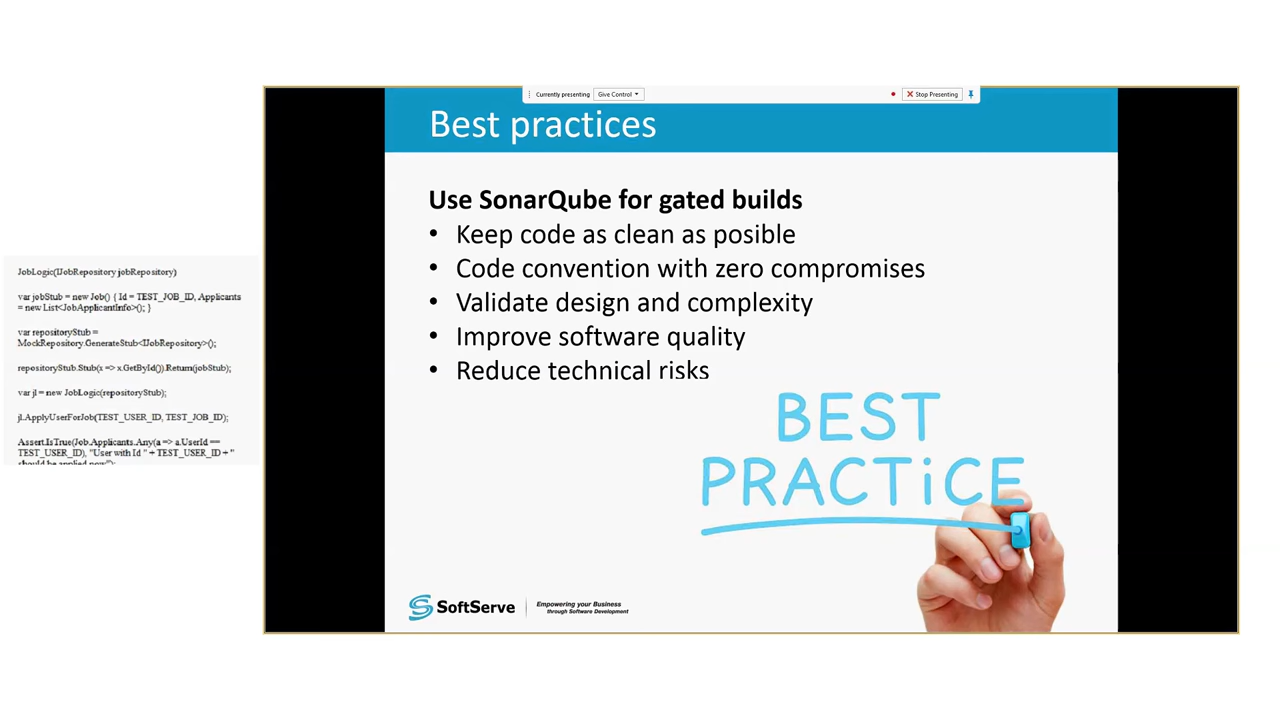 Currently presenting
Give Control
Stop Presenting
Best practices
Use SonarQube for gated builds
• Keep code as clean as posible
• Code convention with zero compromises
• Validate design and complexity
• Improve software quality
• Reduce technical risks
BEST
PRACTiCE
SoftServe
Empowering your Business
through Software Development
JobLogic(IJobRepository jobRepository)
var jobStub = new Job() { Id = TEST_JOB_ID, Applicants
= new List<JobApplicantInfo>(); }
var repositoryStub =
MockRepository.GenerateStub<IJobRepository>();
repositoryStub.Stub(x => x.GetById()).Return(jobStub);
var jl = new JobLogic(repositoryStub);
jl.ApplyUserForJob(TEST_USER_ID, TEST_JOB_ID);
Assert.IsTrue(Job.Applicants.Any(a => a.UserId ==
TEST_USER_ID), "User with Id " + TEST_USER_ID + "
should be applied now");